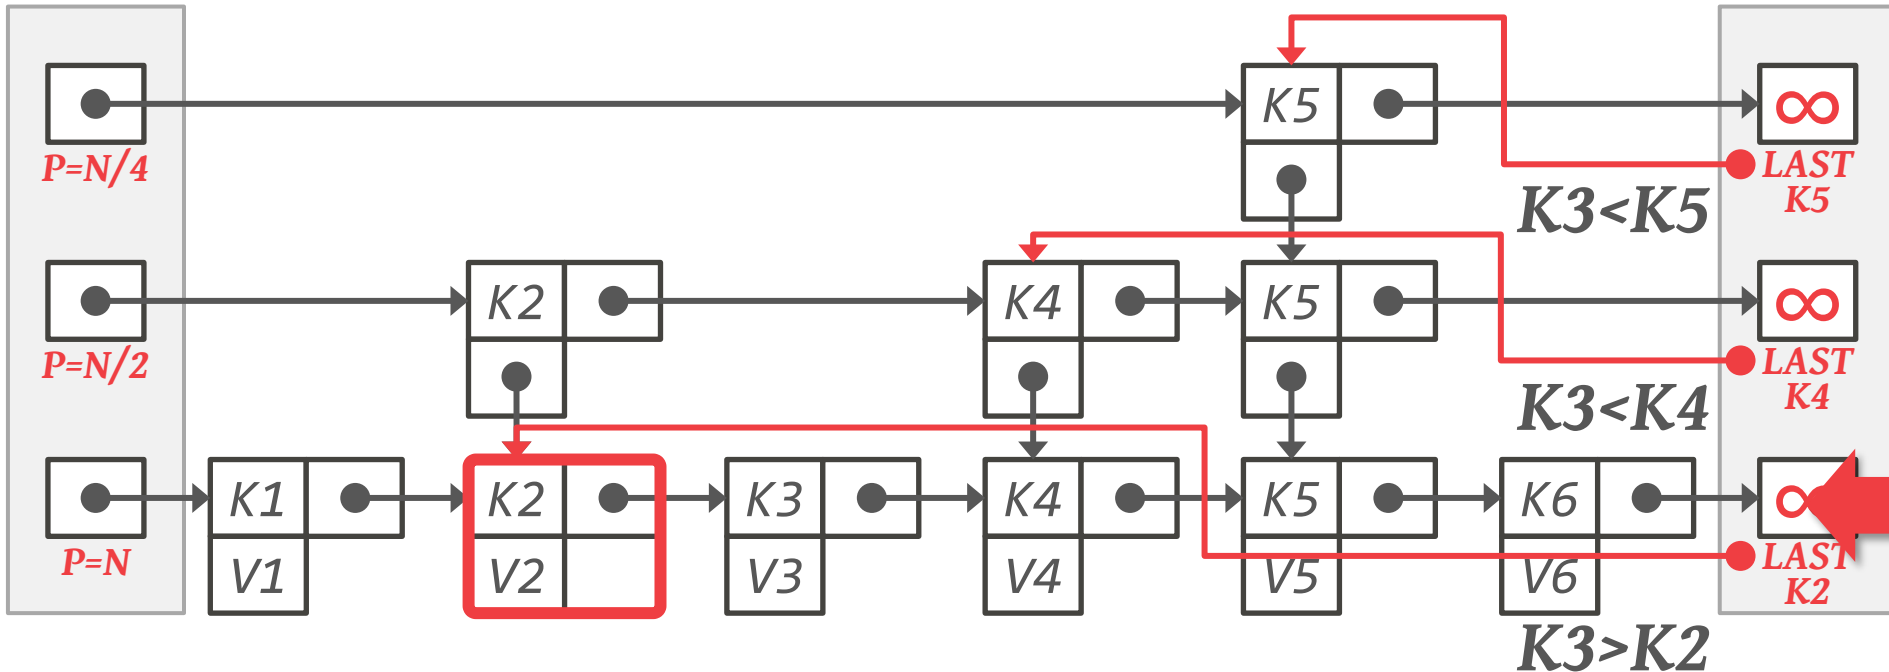 K5
∞
P=N/4
LAST
K5
K3<K5
K2
K4
K5
∞
P=N/2
LAST
K4
K3<K4
K1
K2
K3
K4
K5
K6
∞
P=N
V1
V2
V3
V4
V5
V6
LAST
K2
K3>K2